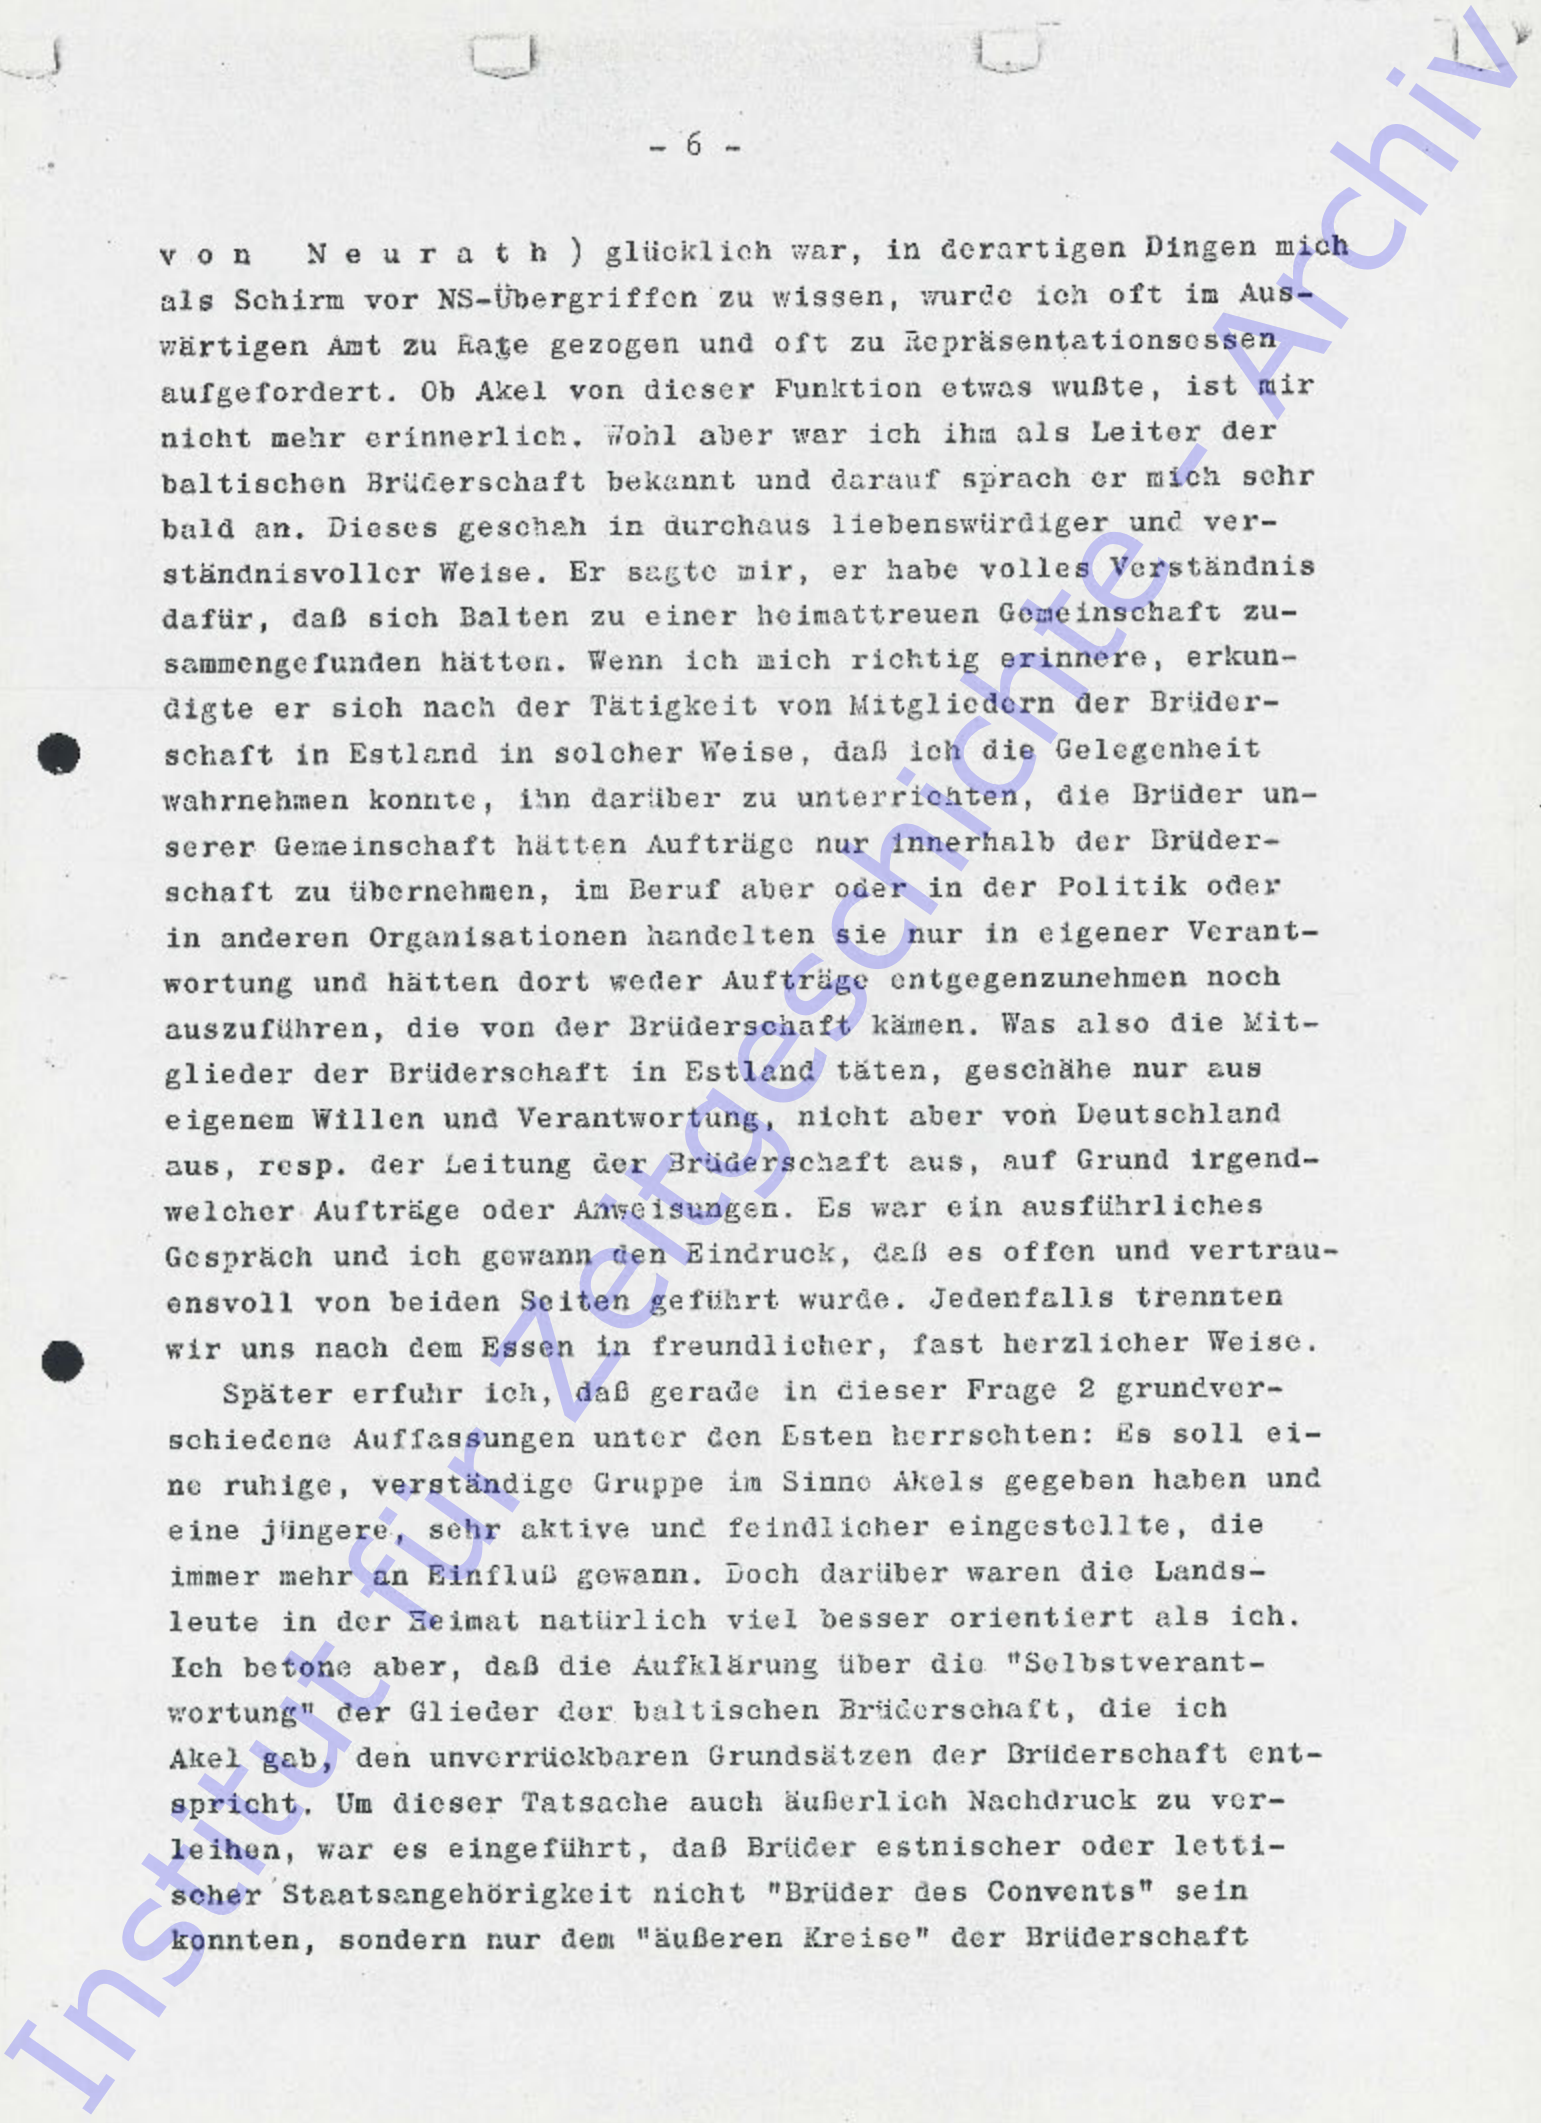 - 6 -
von Neurath) glücklich war, in derartigen Dingen mich
als Schirm vor NS-Übergriffen zu wissen, wurde ich oft im Aus-
wärtigen Amt zu Rate gezogen und oft zu Repräsentationsessen
aufgefordert. Ob Akel von dieser Funktion etwas wußte, ist mir
nicht mehr erinnerlich. Wohl aber war ich ihm als Leiter der
baltischen Brüderschaft bekannt und darauf sprach er mich sehr
bald an. Dieses geschah in durchaus liebenswürdiger und ver-
ständnisvoller Weise. Er sagte mir, er habe volles Verständnis
dafür, daß sich Balten zu einer heimattreuen Gemeinschaft zu-
sammengefunden hätten. Wenn ich mich richtig erinnere, erkun-
digte er sich nach der Tätigkeit von Mitgliedern der Brüder-
schaft in Estland in solcher Weise, daß ich die Gelegenheit
wahrnehmen konnte, ihn darüber zu unterrichten, die Brüder un-
serer Gemeinschaft hätten Aufträge nur innerhalb der Brüder-
schaft zu übernehmen, im Beruf aber oder in der Politik oder
in anderen Organisationen handelten sie nur in eigener Verant-
wortung und hätten dort weder Aufträge entgegenzunehmen noch
auszuführen, die von der Brüderschaft kämen. Was also die Mit-
glieder der Brüderschaft in Estland täten, geschähe nur aus
eigenem Willen und Verantwortung, nicht aber von Deutschland
aus, resp. der Leitung der Brüderschaft aus, auf Grund irgend-
welcher Aufträge oder Anweisungen. Es war ein ausführliches
Gespräch und ich gewann den Eindruck, daß es offen und vertrau-
ensvoll von beiden Seiten geführt wurde. Jedenfalls trennten
wir uns nach dem Essen in freundlicher, fast herzlicher Weise.
Später erfuhr ich, daß gerade in dieser Frage 2 grundver-
schiedene Auffassungen unter den Esten herrschten: Es soll ei-
ne ruhige, verständige Gruppe im Sinne Akels gegeben haben und
eine jüngere, sehr aktive und feindlicher eingestellte, die
immer mehr an Einfluß gewann. Doch darüber waren die Lands-
leute in der Heimat natürlich viel besser orientiert als ich.
Ich betone aber, daß die Aufklärung über die "Selbstverant-
wortung" der Glieder der baltischen Brüderschaft, die ich
Akel gab, den unverrückbaren Grundsätzen der Brüderschaft ent-
spricht. Um dieser Tatsache auch äußerlich Nachdruck zu ver-
leihen, war es eingeführt, daß Brüder estnischer oder letti-
scher Staatsangehörigkeit nicht "Brüder des Convents" sein
konnten, sondern nur dem "äußeren Kreise" der Brüderschaft
Institut für Zeitgeschichte - Archiv